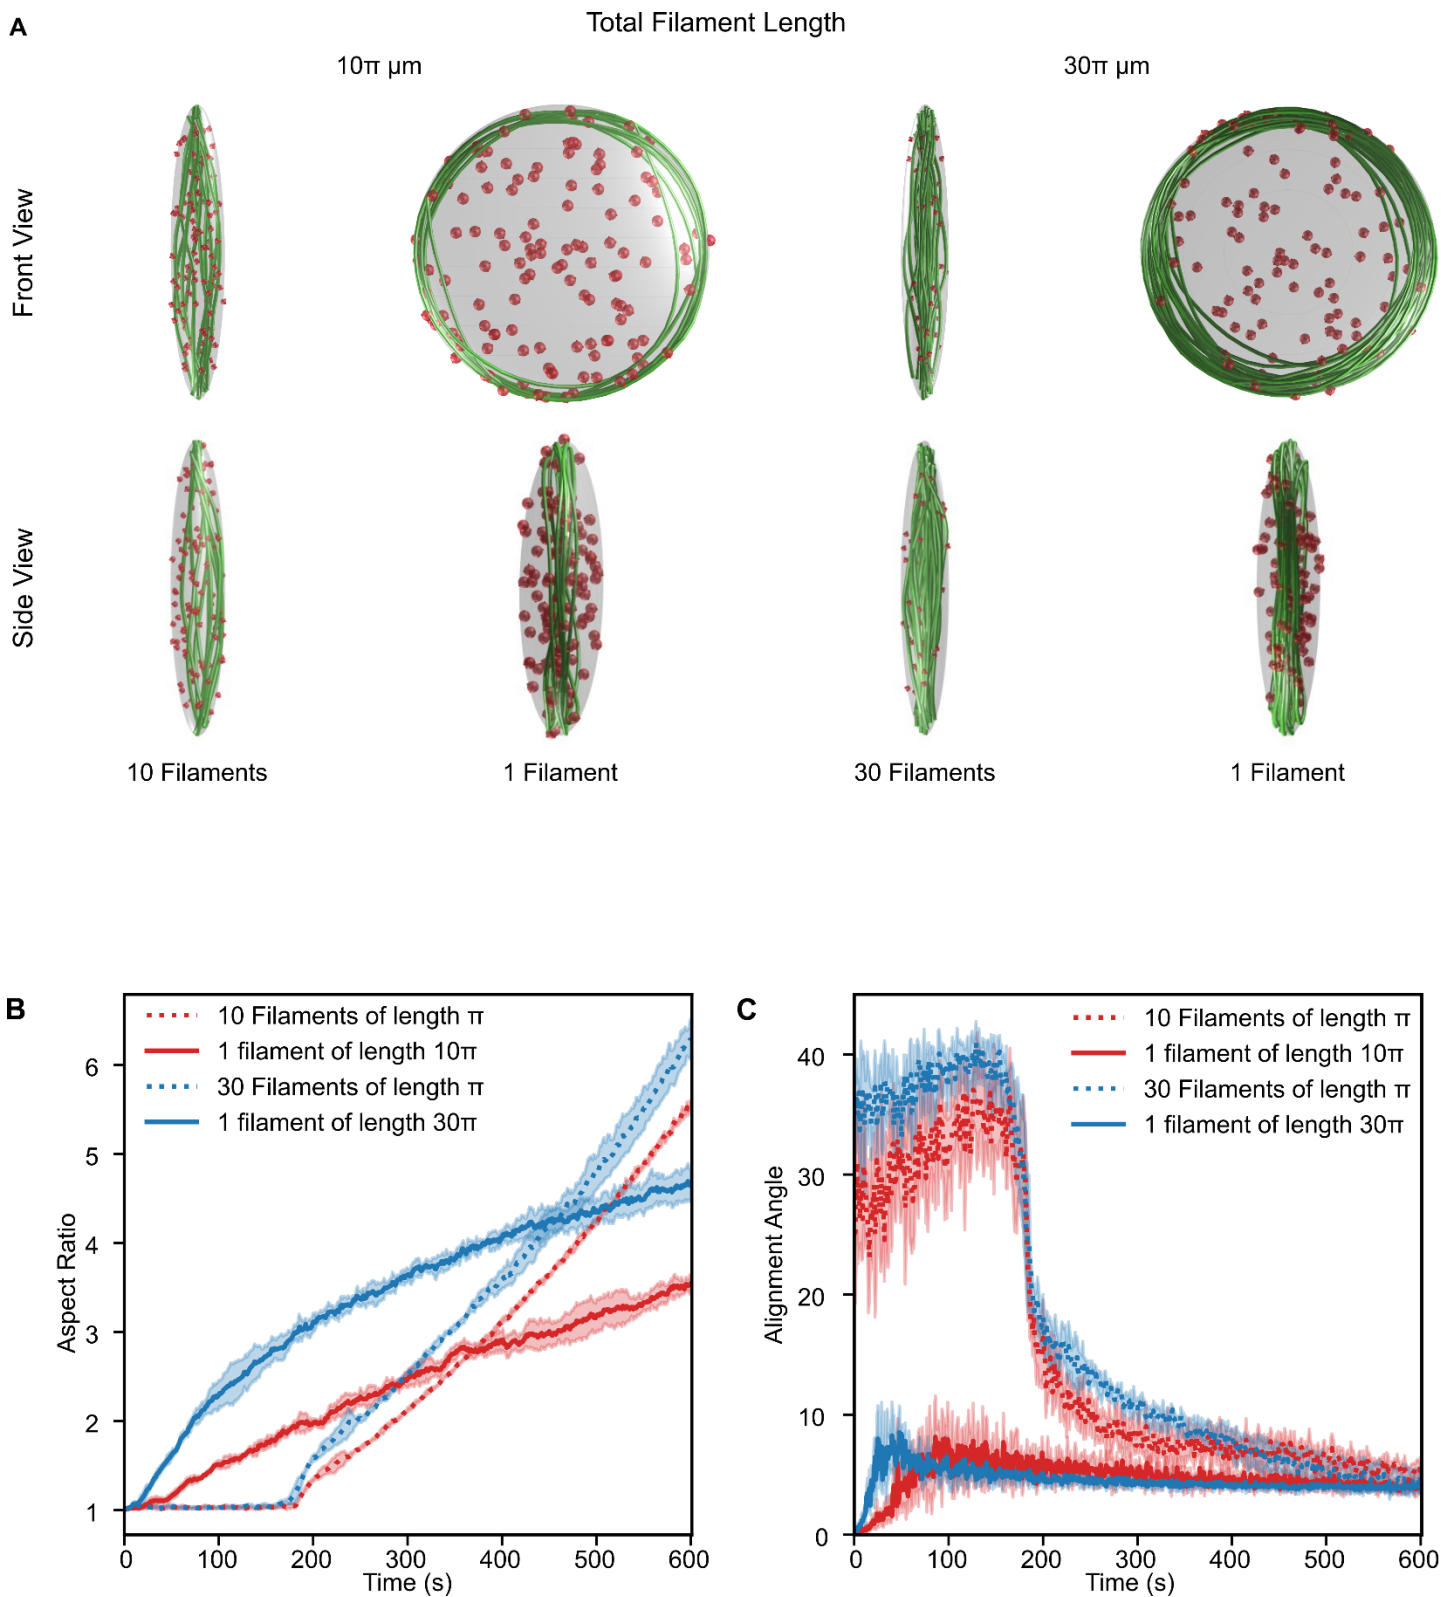 A
Total Filament Length
10π μm
30π μm
Front View
Side View
10 Filaments
1 Filament
30 Filaments
1 Filament
B
10 Filaments of length π
1 filament of length 10π
30 Filaments of length π
1 filament of length 30π
Aspect Ratio
6
5
4
3
2
1
0 100 200 300 400 500 600
Time (s)
C
10 Filaments of length π
1 filament of length 10π
30 Filaments of length π
1 filament of length 30π
Alignment Angle
40
30
20
10
0
0 100 200 300 400 500 600
Time (s)